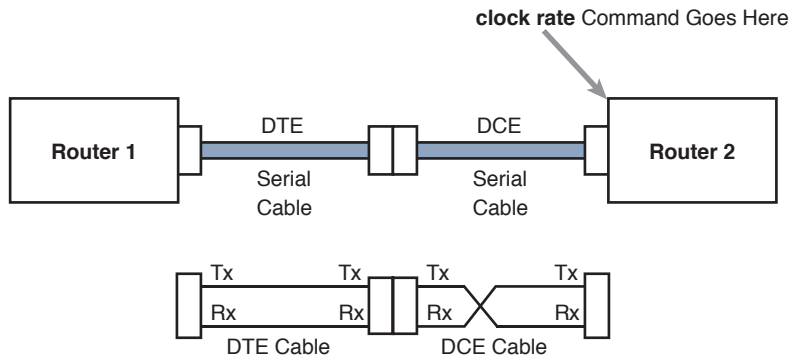 clock rate Command Goes Here
DTE
DCE
Router 1
Router 2
Serial
Cable
Serial
Cable
Tx
Tx
Tx
Tx
Rx
Rx
Rx
Rx
DTE Cable
DCE Cable